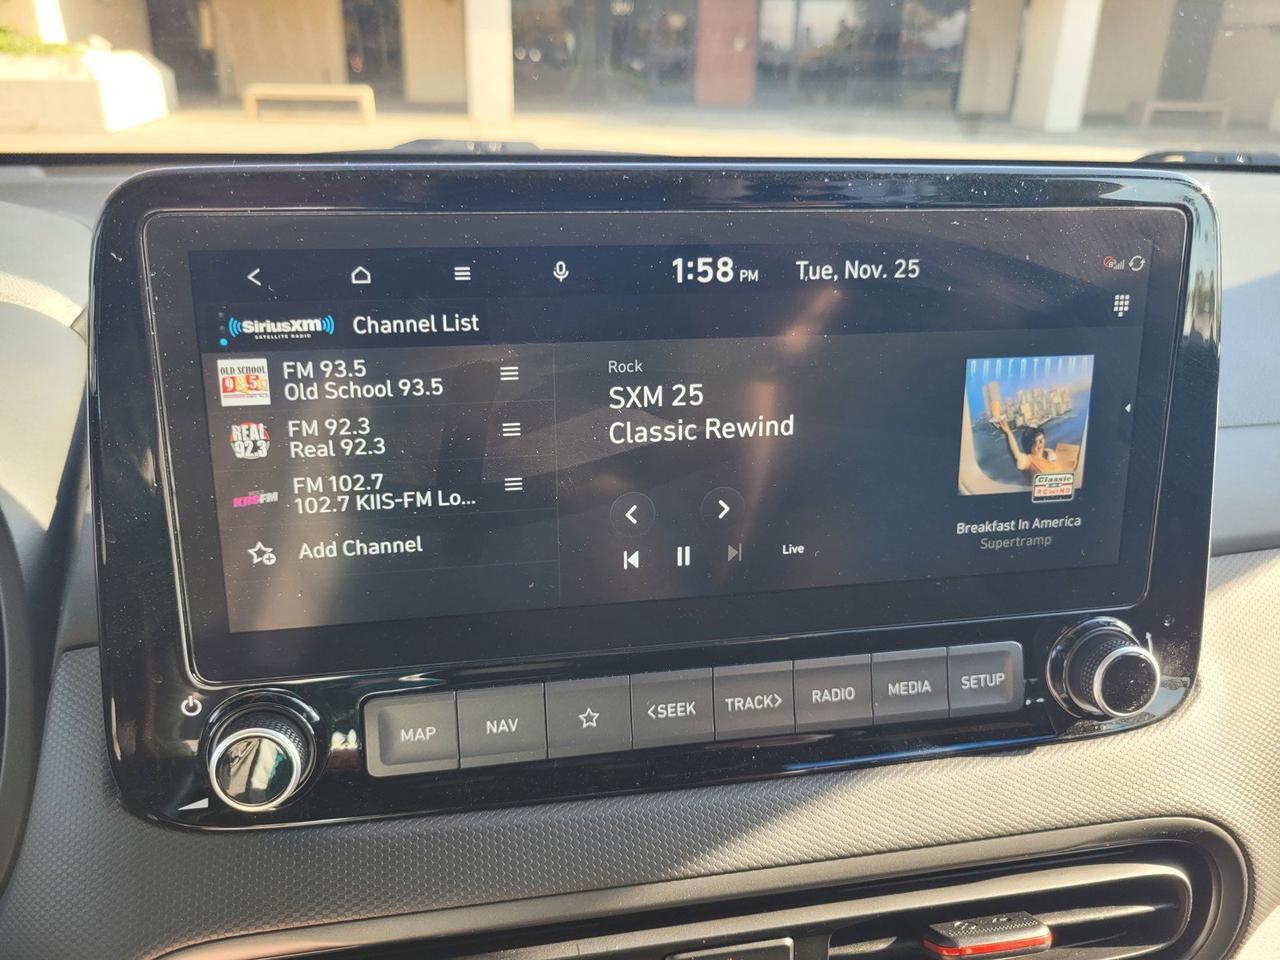 1:58 PM Tue, Nov. 25
SiriusXM
SATELLITE RADIO
Channel List
OLD SCHOOL
93.5
FM 93.5
Old School 93.5
REAL
92.3
FM 92.3
Real 92.3
KIIS FM
FM 102.7
102.7 KIIS-FM Lo...
Add Channel
Rock
SXM 25
Classic Rewind
Live
SUPERTRAMP
Classic
REWIND
Breakfast In America
Supertramp
MAP
NAV
<SEEK
TRACK>
RADIO
MEDIA
SETUP